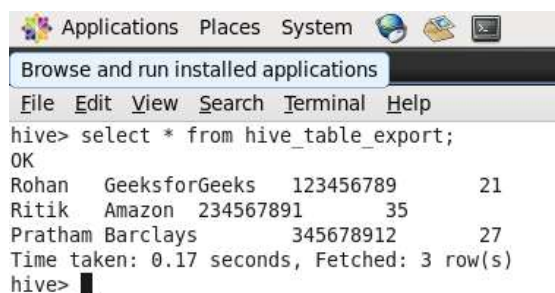 Applications Places System
Browse and run installed applications
File Edit View Search Terminal Help
hive> select * from hive_table_export;
OK
Rohan GeeksforGeeks 123456789 21
Ritik Amazon 234567891 35
Pratham Barclays 345678912 27
Time taken: 0.17 seconds, Fetched: 3 row(s)
hive>